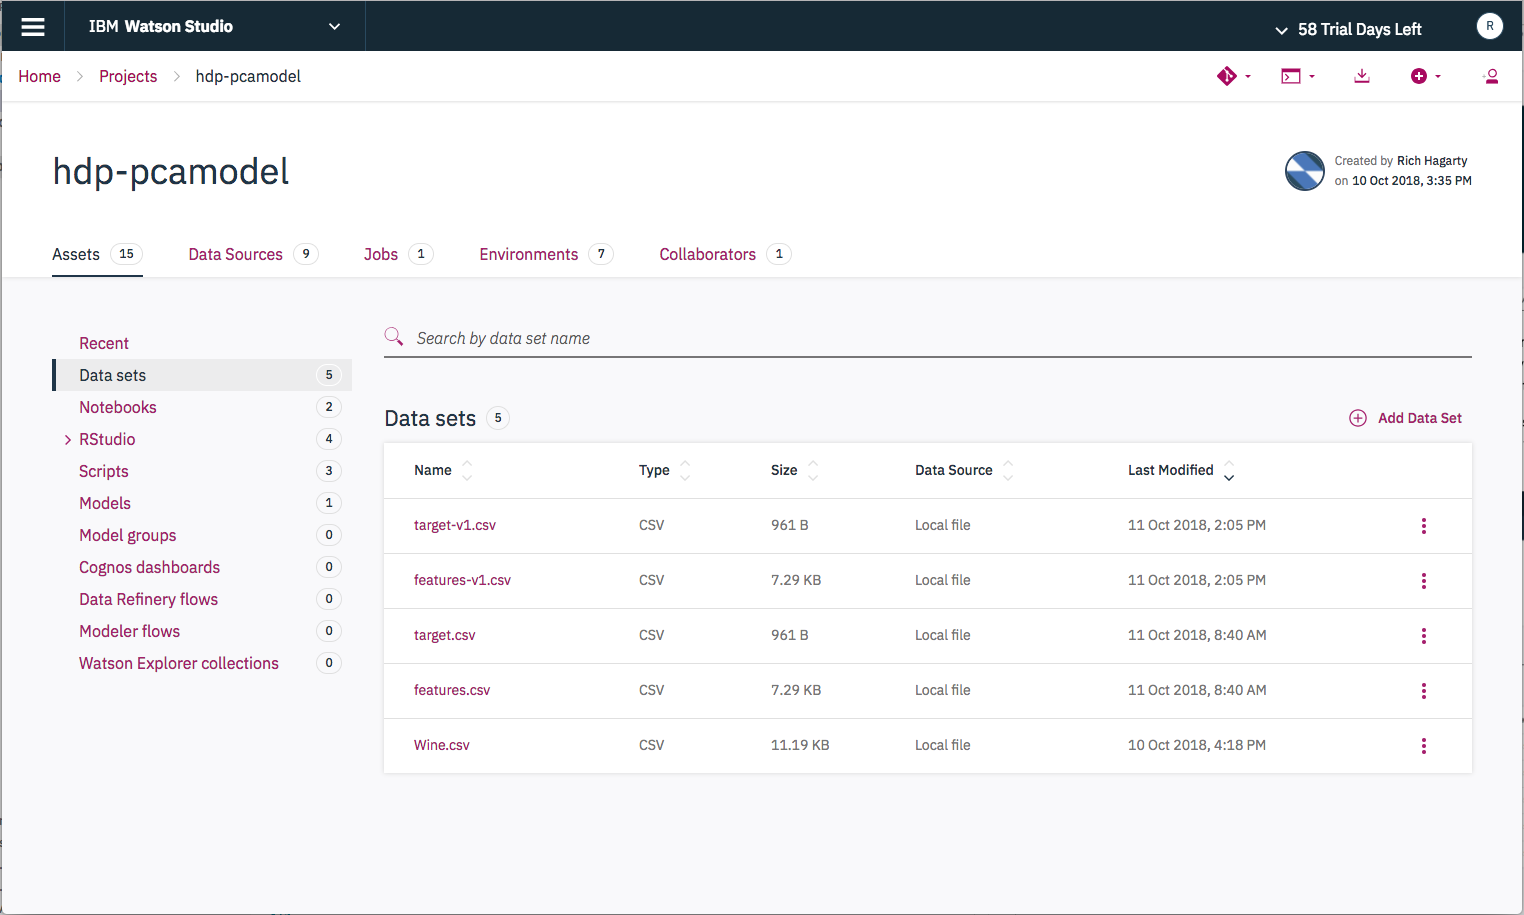 IBM Watson Studio
58 Trial Days Left
R
Home > Projects > hdp-pcamodel
hdp-pcamodel
Created by Rich Hagarty
on 10 Oct 2018, 3:35 PM
Assets 15 Data Sources 9 Jobs 1 Environments 7 Collaborators 1
Recent
Data sets 5
Notebooks 2
RStudio 4
Scripts 3
Models 1
Model groups 0
Cognos dashboards 0
Data Refinery flows 0
Modeler flows 0
Watson Explorer collections 0
Search by data set name
Data sets 5
Add Data Set
Name Type Size Data Source Last Modified
target-v1.csv CSV 961 B Local file 11 Oct 2018, 2:05 PM
features-v1.csv CSV 7.29 KB Local file 11 Oct 2018, 2:05 PM
target.csv CSV 961 B Local file 11 Oct 2018, 8:40 AM
features.csv CSV 7.29 KB Local file 11 Oct 2018, 8:40 AM
Wine.csv CSV 11.19 KB Local file 10 Oct 2018, 4:18 PM